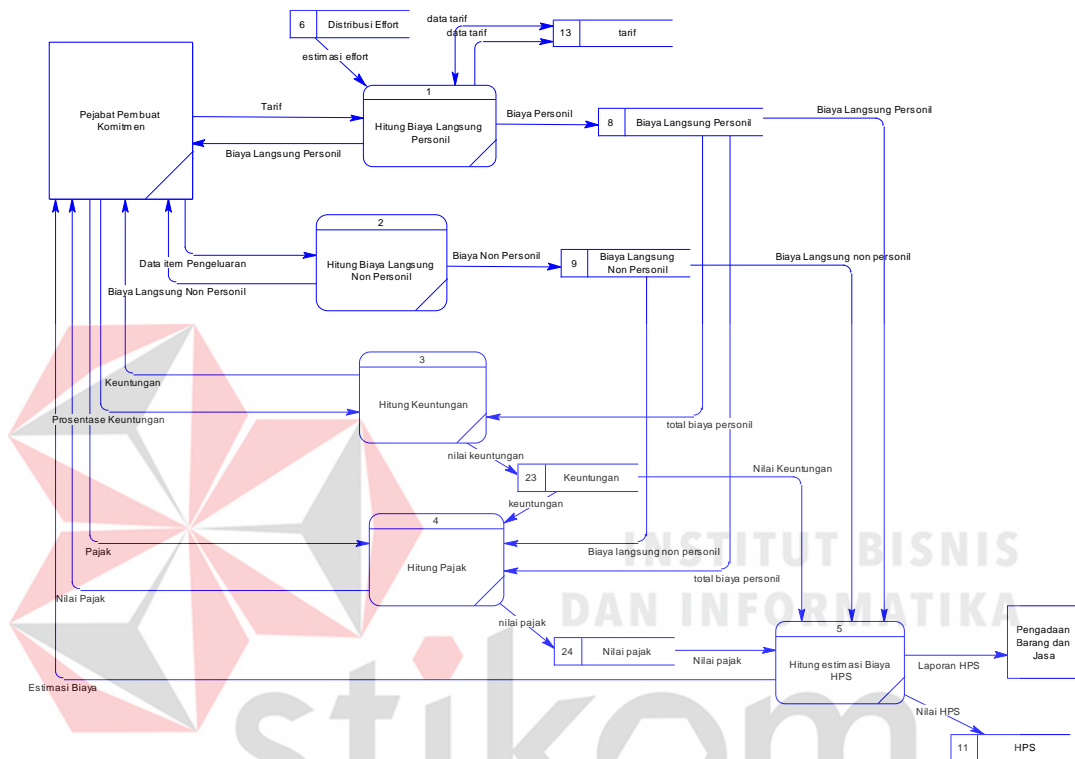 6 Distribusi Effort
data tarif
data tarif
13 tarif
estimasi effort
Pejabat Pembuat
Komitmen
Tarif
1
Hitung Biaya Langsung
Personil
Biaya Personil
8 Biaya Langsung Personil
Biaya Langsung Personil
Biaya Langsung Personil
2
Hitung Biaya Langsung
Non Personil
Data item Pengeluaran
Biaya Langsung Non Personil
Biaya Non Personil
9 Biaya Langsung
Non Personil
Biaya Langsung non personil
3
Hitung Keuntungan
Keuntungan
Prosentase Keuntungan
total biaya personil
nilai keuntungan
23 Keuntungan
Nilai Keuntungan
keuntungan
4
Hitung Pajak
Pajak
Biaya langsung non personil
total biaya personil
Nilai Pajak
nilai pajak
24 Nilai pajak
Nilai pajak
5
Hitung estimasi Biaya
HPS
Estimasi Biaya
Laporan HPS
Pengadaan
Barang dan
Jasa
Nilai HPS
11 HPS
INSTITUT BISNIS
DAN INFORMATIKA
stikom